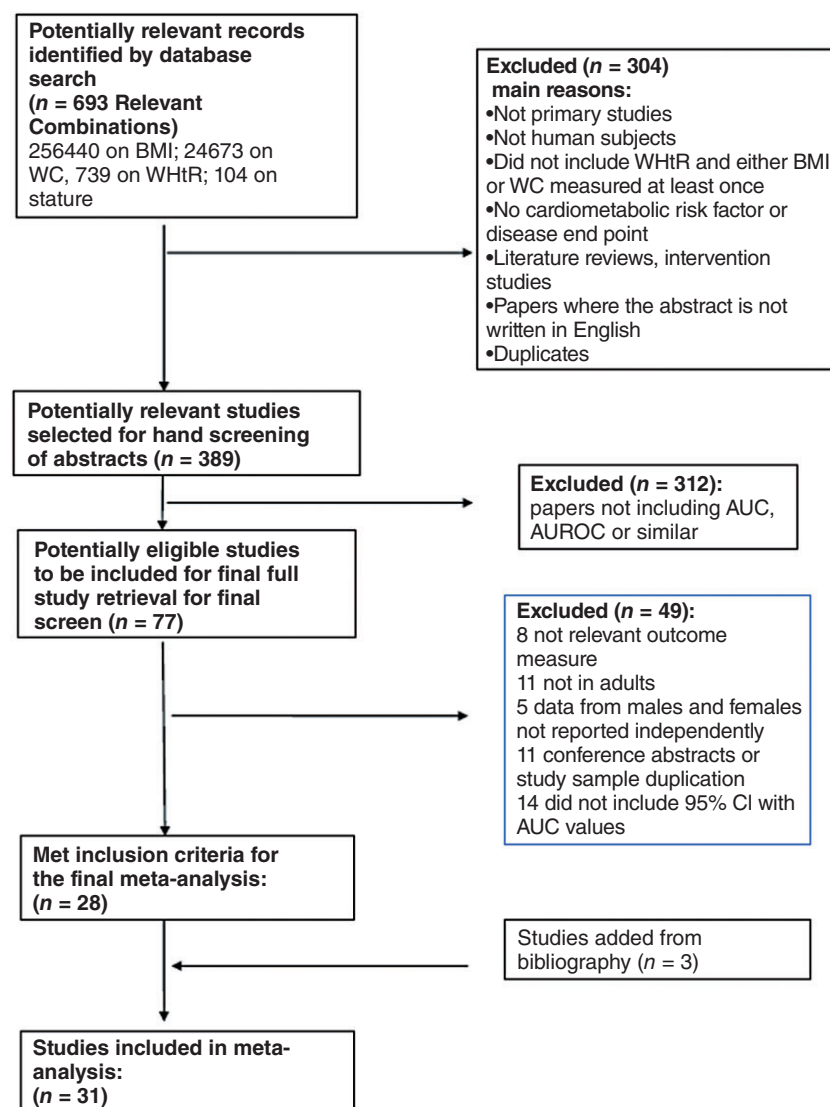 Potentially relevant records
identified by database
search
(n = 693 Relevant
Combinations)
256440 on BMI; 24673 on
WC, 739 on WHtR; 104 on
stature
Excluded (n = 304)
main reasons:
•Not primary studies
•Not human subjects
•Did not include WHtR and either BMI
or WC measured at least once
•No cardiometabolic risk factor or
disease end point
•Literature reviews, intervention
studies
•Papers where the abstract is not
written in English
•Duplicates
Potentially relevant studies
selected for hand screening
of abstracts (n = 389)
Excluded (n = 312):
papers not including AUC,
AUROC or similar
Potentially eligible studies
to be included for final full
study retrieval for final
screen (n = 77)
Excluded (n = 49):
8 not relevant outcome
measure
11 not in adults
5 data from males and females
not reported independently
11 conference abstracts or
study sample duplication
14 did not include 95% CI with
AUC values
Met inclusion criteria for
the final meta-analysis:
(n = 28)
Studies added from
bibliography (n = 3)
Studies included in meta-
analysis:
(n = 31)